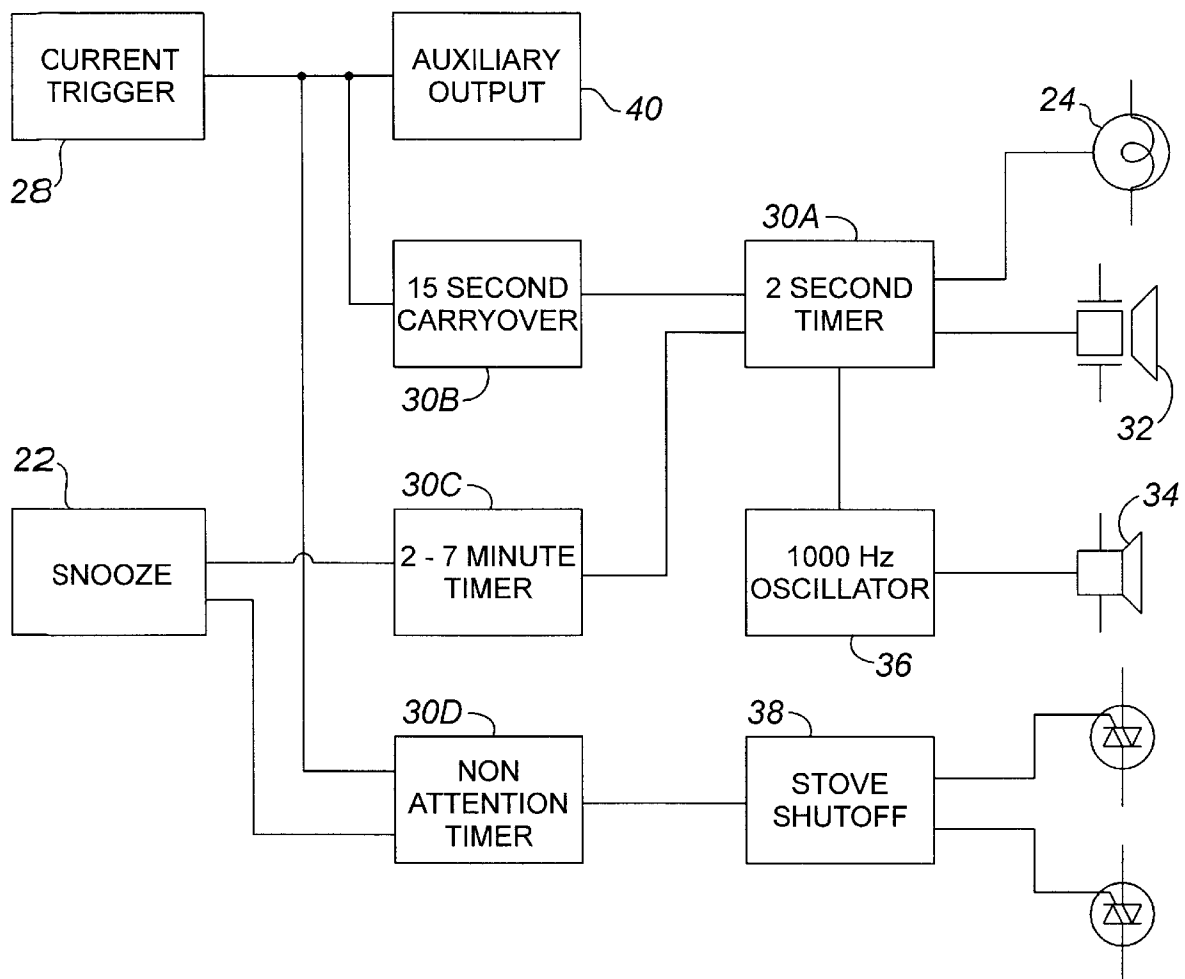 CURRENT
TRIGGER
28
AUXILIARY
OUTPUT
40
24
15 SECOND
CARRYOVER
30B
30A
2 SECOND
TIMER
32
22
SNOOZE
30C
2 - 7 MINUTE
TIMER
1000 Hz
OSCILLATOR
36
34
30D
NON
ATTENTION
TIMER
38
STOVE
SHUTOFF